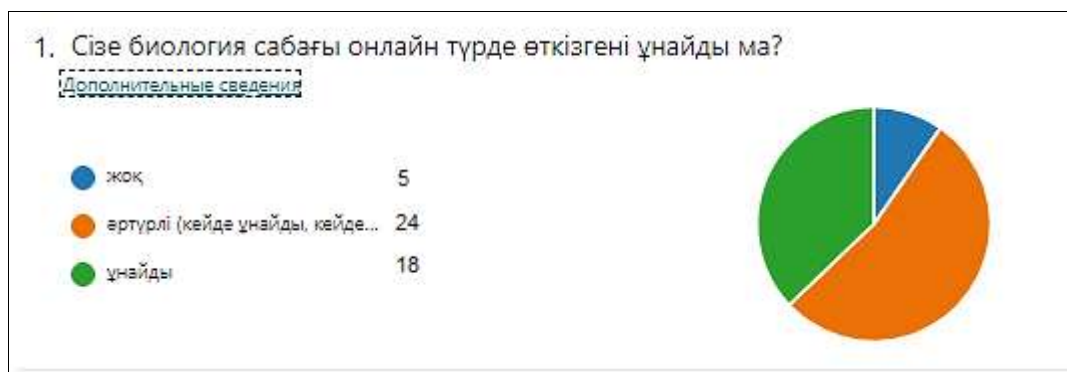 1. Сізе биология сабағы онлайн түрде өткізгені ұнайды ма?
Дополнительные сведения
жоқ 5
әртүрлі (кейде ұнайды, кейде... 24
ұнайды 18